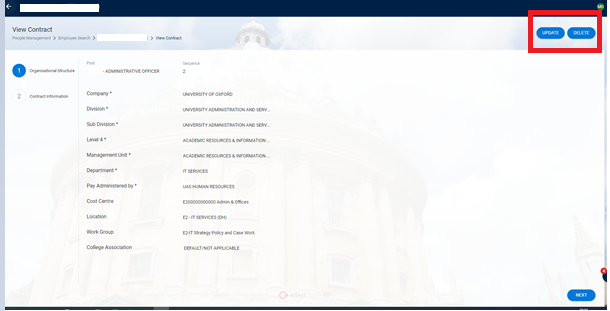 MG
View Contract
UPDATE
DELETE
People Management > Employee Search > > View Contract
1 Organisational Structure
2 Contract Information
Post
Sequence
- ADMINISTRATIVE OFFICER
2
Company * UNIVERSITY OF OXFORD
Division * UNIVERSITY ADMINISTRATION AND SERV...
Sub Division * UNIVERSITY ADMINISTRATION AND SERV...
Level 4 * ACADEMIC RESOURCES & INFORMATION ...
Management Unit * ACADEMIC RESOURCES & INFORMATION ...
Department * IT SERVICES
Pay Administered by * UAS HUMAN RESOURCES
Cost Centre E200000000000 Admin & Offices
Location E2 - IT SERVICES (DH)
Work Group E2-IT Strategy Policy and Case Work
College Association DEFAULT/NOT APPLICABLE
NEXT